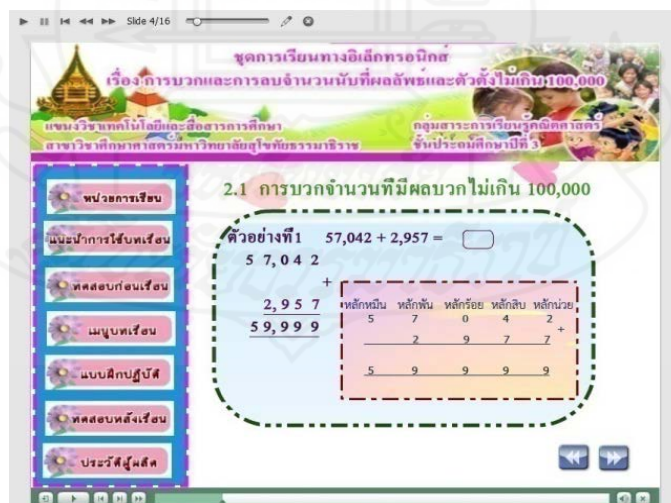 Slide 4/16
ชุดการเรียนทางอิเล็กทรอนิกส์
เรื่อง การบวกและการลบจำนวนนับที่ผลลัพธ์และตัวตั้งไม่เกิน 100,000
แขนงวิชาเทคโนโลยีและสื่อสารการศึกษา
สาขาวิชาศึกษาศาสตร์มหาวิทยาลัยสุโขทัยธรรมาธิราช
กลุ่มสาระการเรียนรู้คณิตศาสตร์
ชั้นประถมศึกษาปีที่ 3
หน่วยการเรียน
แนะนำการใช้บทเรียน
ทดสอบก่อนเรียน
เมนูบทเรียน
แบบฝึกปฏิบัติ
ทดสอบหลังเรียน
ประวัติผู้ผลิต
2.1 การบวกจำนวนที่มีผลบวกไม่เกิน 100,000
ตัวอย่างที่1 57,042 + 2,957 =
5 7, 0 4 2
+
2, 9 5 7
5 9, 9 9 9
หลักหมื่น หลักพัน หลักร้อย หลักสิบ หลักหน่วย
5 7 0 4 2
+
2 9 7 7
5 9 9 9 9